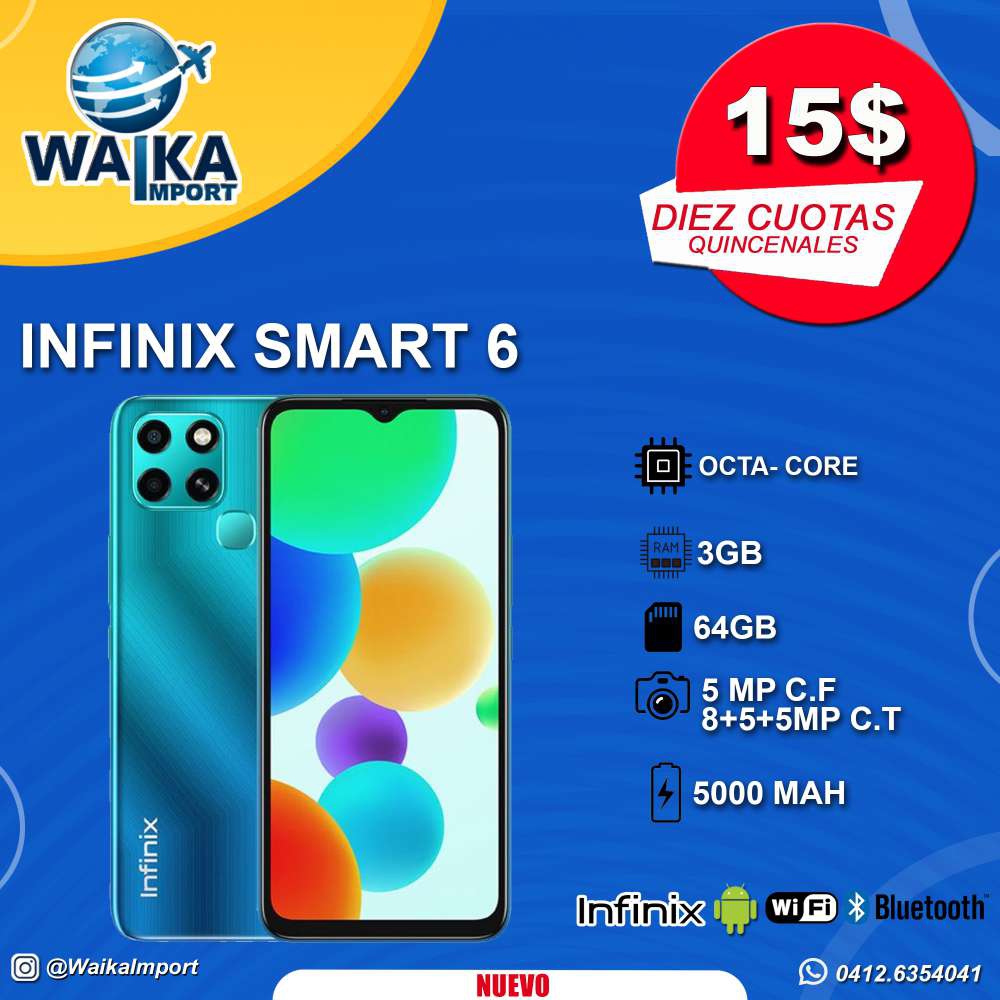 WAIKA
IMPORT
15$
DIEZ CUOTAS
QUINCENALES
INFINIX SMART 6
OCTA- CORE
RAM
3GB
64GB
5 MP C.F
8+5+5MP C.T
5000 MAH
Infinix
Infinix
WiFi
Bluetooth
@WaikaImport
NUEVO
0412.6354041